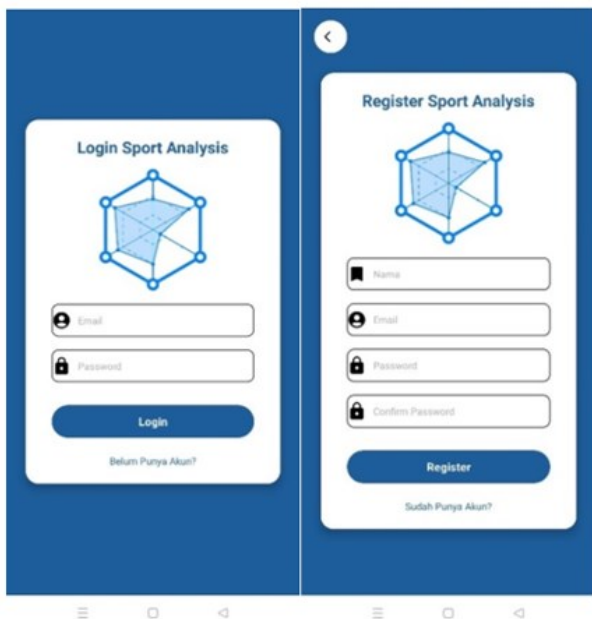 Login Sport Analysis
Email
Password
Login
Belum Punya Akun?
Register Sport Analysis
Nama
Email
Password
Confirm Password
Register
Sudah Punya Akun?